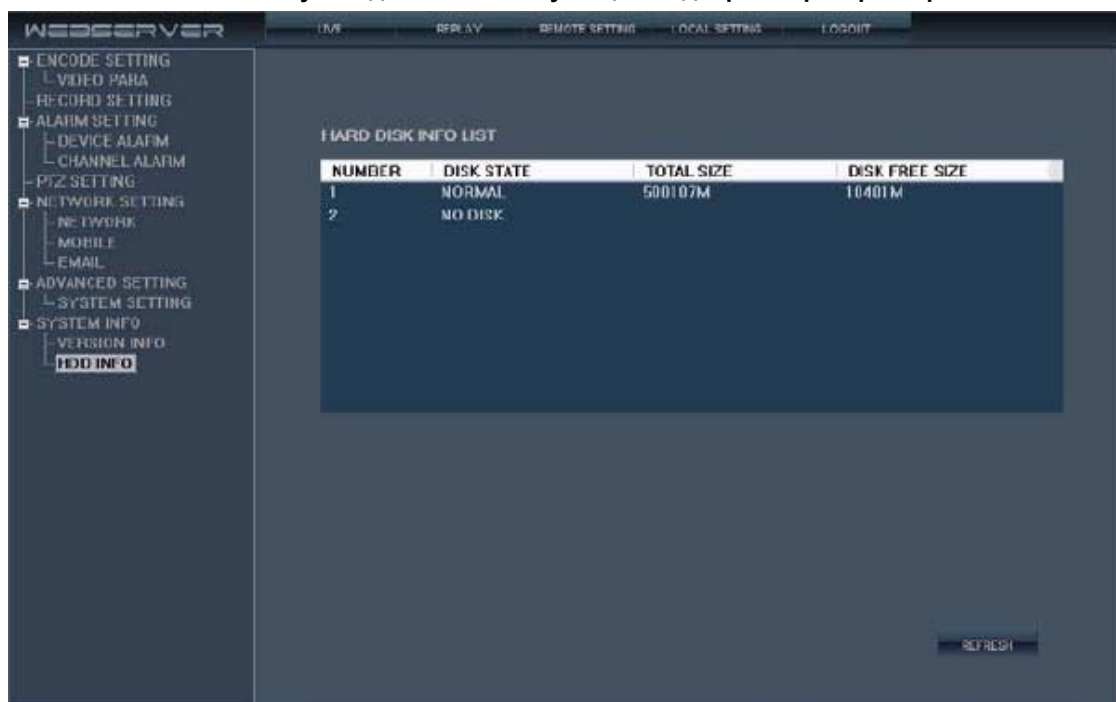 WEBSERVER
LIVE
REPLAY
REMOTE SETTING
LOCAL SETTING
LOGOUT
ENCODE SETTING
VIDEO PARA
RECORD SETTING
ALARM SETTING
DEVICE ALARM
CHANNEL ALARM
PTZ SETTING
NETWORK SETTING
NETWORK
MOBILE
EMAIL
ADVANCED SETTING
SYSTEM SETTING
SYSTEM INFO
VERSION INFO
HDD INFO
HARD DISK INFO LIST
NUMBER DISK STATE TOTAL SIZE DISK FREE SIZE
1 NORMAL 500107M 10401M
2 NO DISK
REFRESH